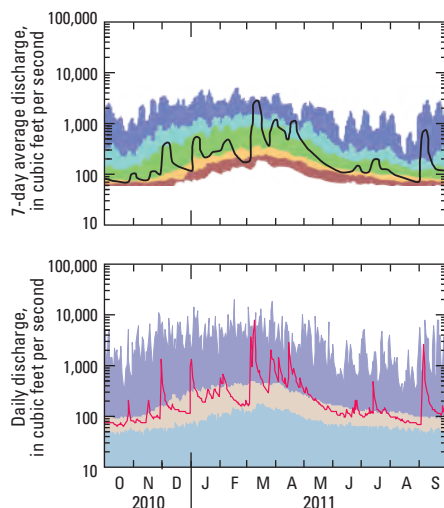 100,000
10,000
1,000
100
10
7-day average discharge,
in cubic feet per second
100,000
10,000
1,000
100
10
Daily discharge,
in cubic feet per second
O N D J F M A M J J A S
2010 2011